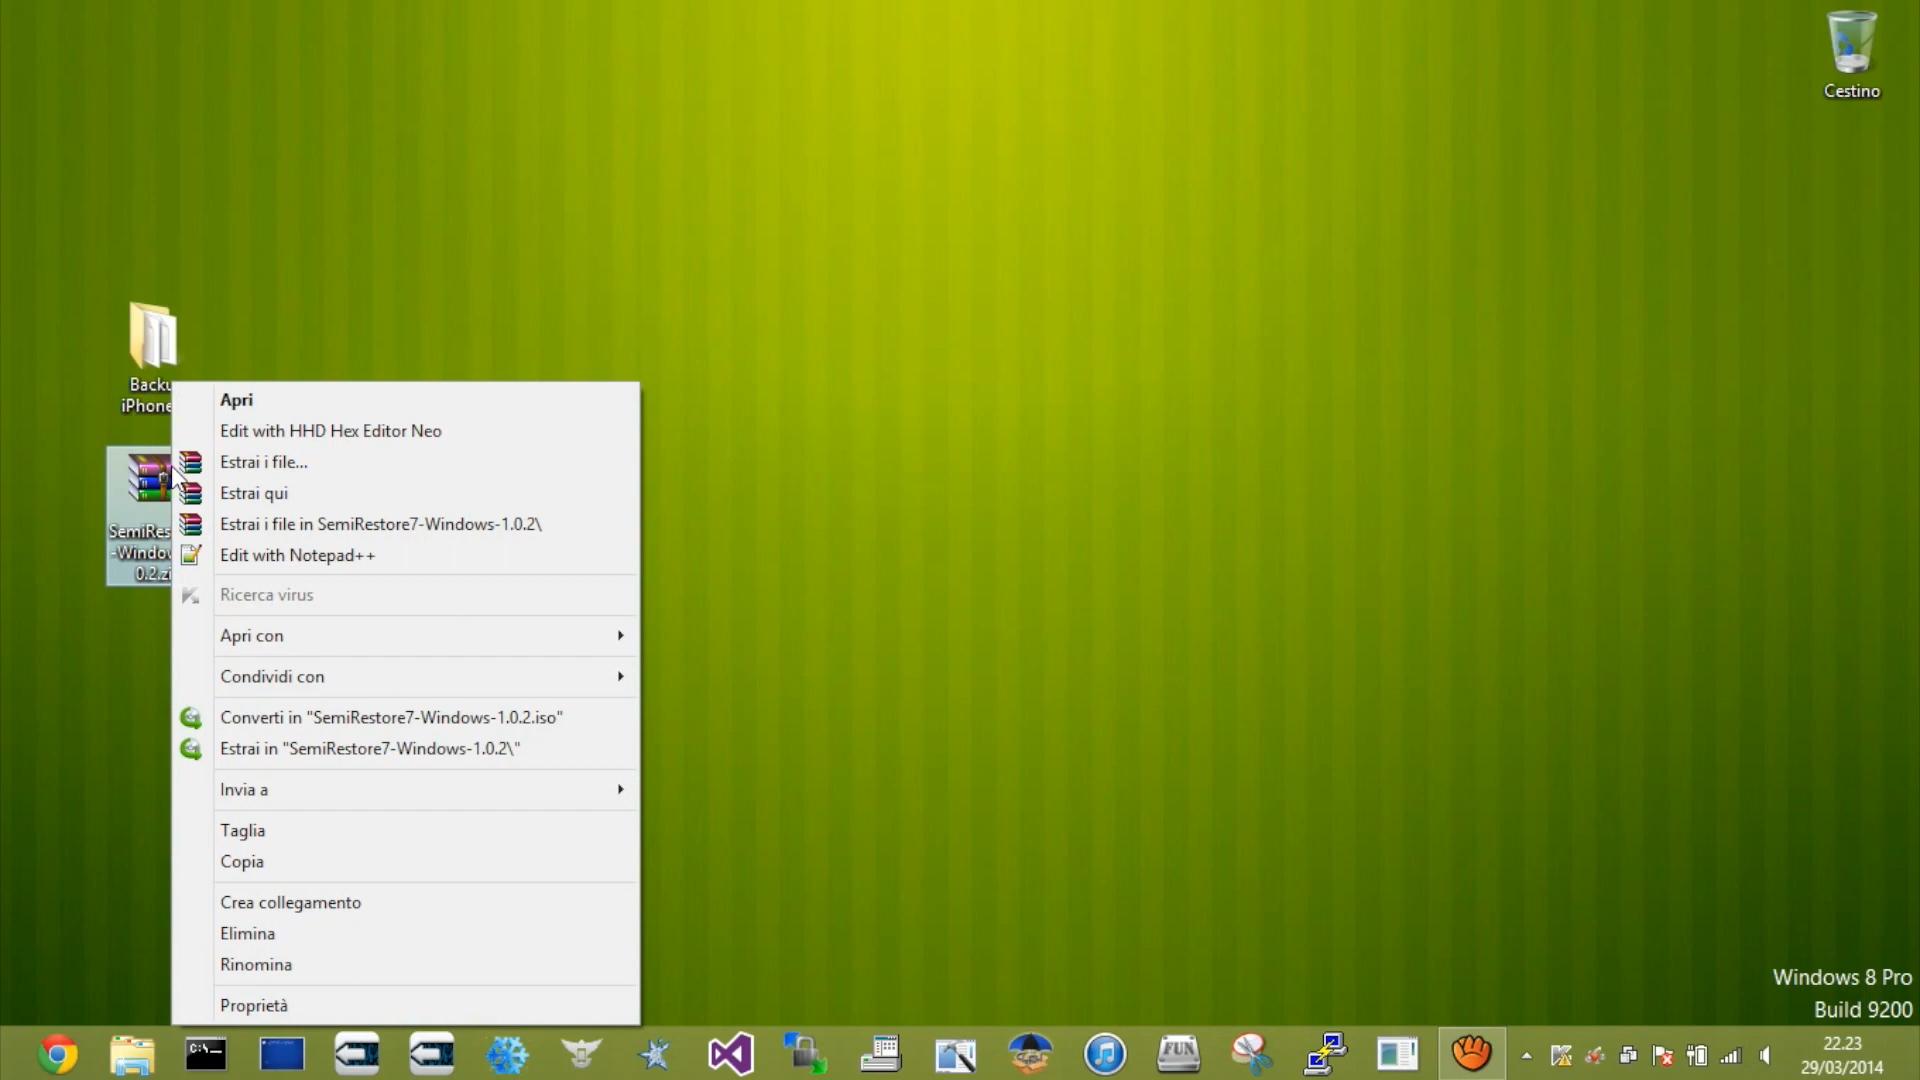 Cestino
Backu
iPhone
SemiRes
-Window
0.2.zi
Apri
Edit with HHD Hex Editor Neo
Estrai i file...
Estrai qui
Estrai i file in SemiRestore7-Windows-1.0.2\
Edit with Notepad++
Ricerca virus
Apri con
Condividi con
Converti in "SemiRestore7-Windows-1.0.2.iso"
Estrai in "SemiRestore7-Windows-1.0.2\"
Invia a
Taglia
Copia
Crea collegamento
Elimina
Rinomina
Proprietà
Windows 8 Pro
Build 9200
C:\._
FUN
22.23
29/03/2014